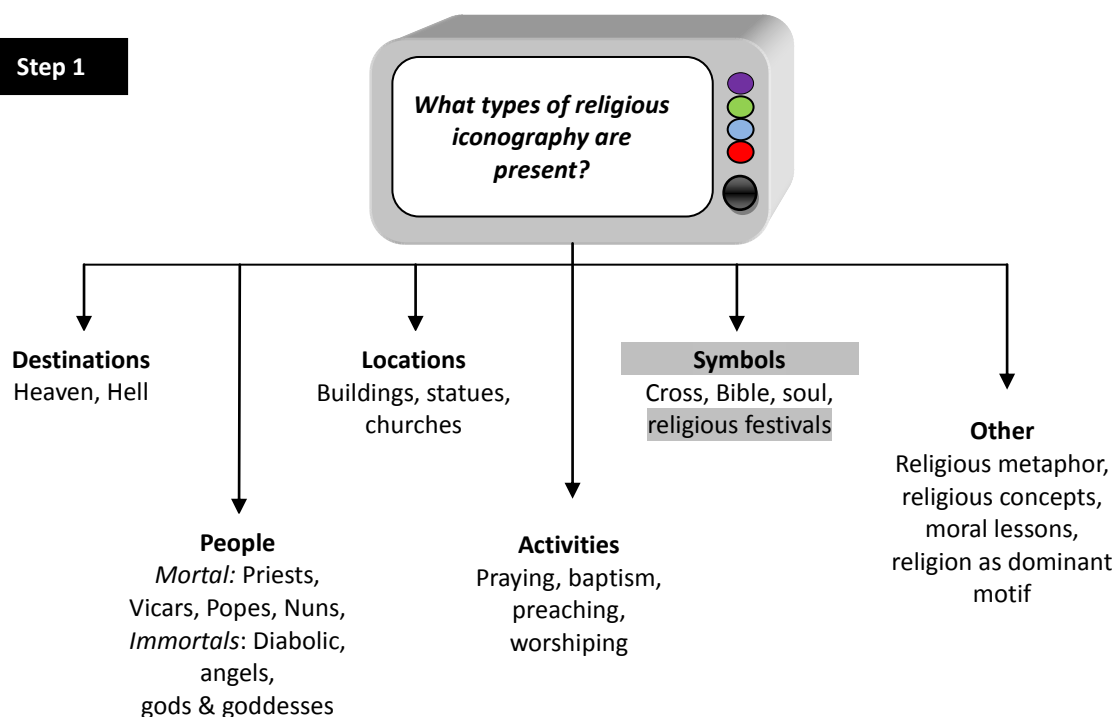 Step 1
What types of religious
iconography are
present?
Destinations
Heaven, Hell
Locations
Buildings, statues,
churches
Symbols
Cross, Bible, soul,
religious festivals
Other
Religious metaphor,
religious concepts,
moral lessons,
religion as dominant
motif
People
Mortal: Priests,
Vicars, Popes, Nuns,
Immortals: Diabolic,
angels,
gods & goddesses
Activities
Praying, baptism,
preaching,
worshiping